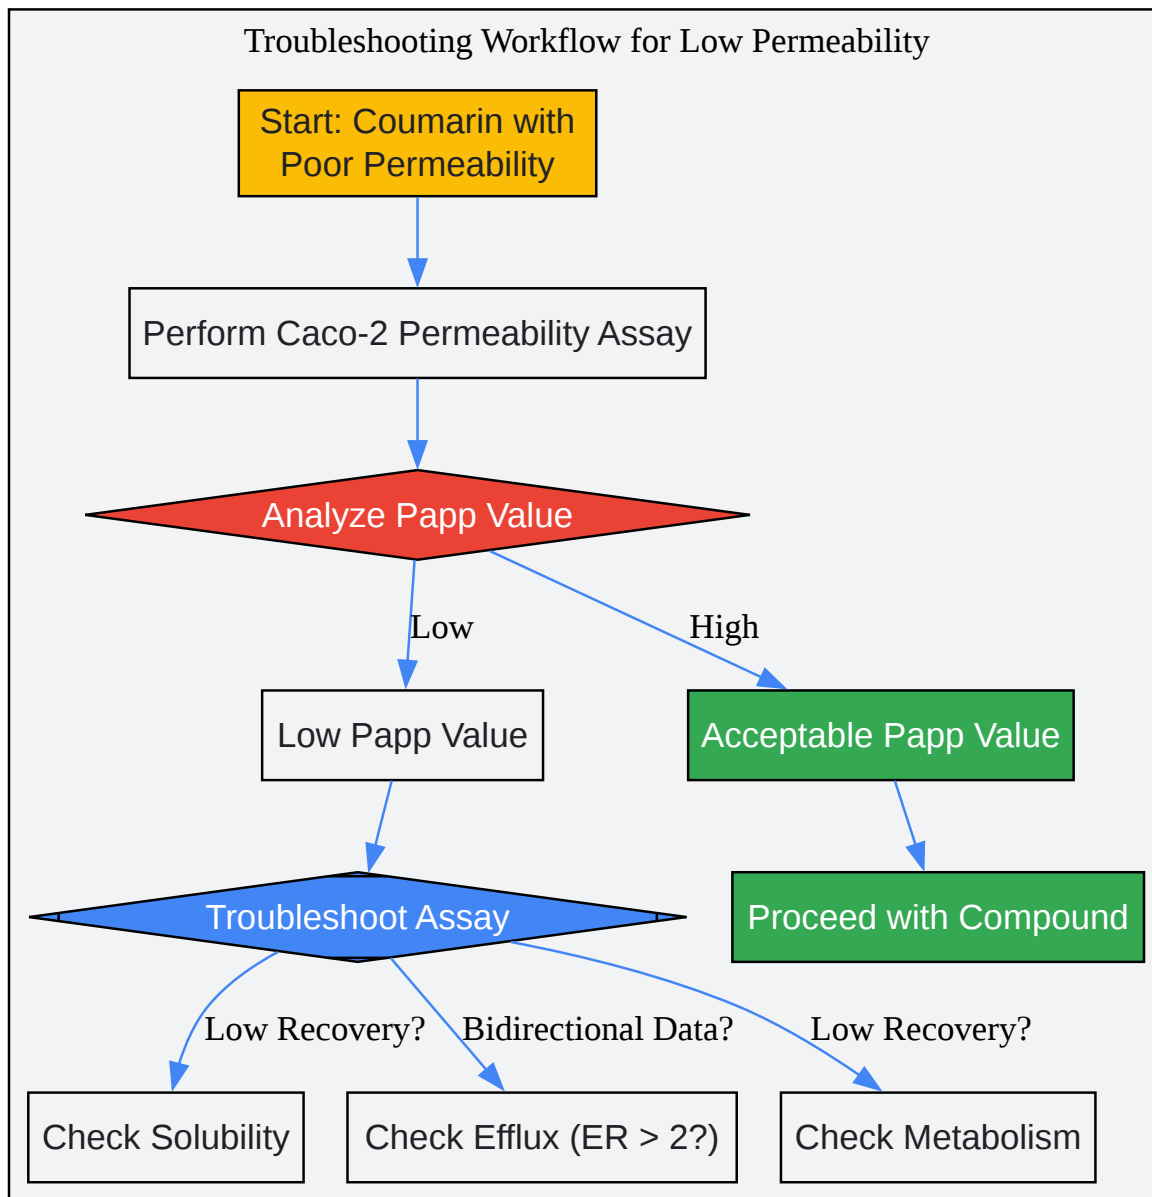 Troubleshooting Workflow for Low Permeability
Start: Coumarin with
Poor Permeability
Perform Caco-2 Permeability Assay
Analyze Papp Value
Low
High
Low Papp Value
Acceptable Papp Value
Troubleshoot Assay
Proceed with Compound
Low Recovery?
Bidirectional Data?
Low Recovery?
Check Solubility
Check Efflux (ER > 2?)
Check Metabolism